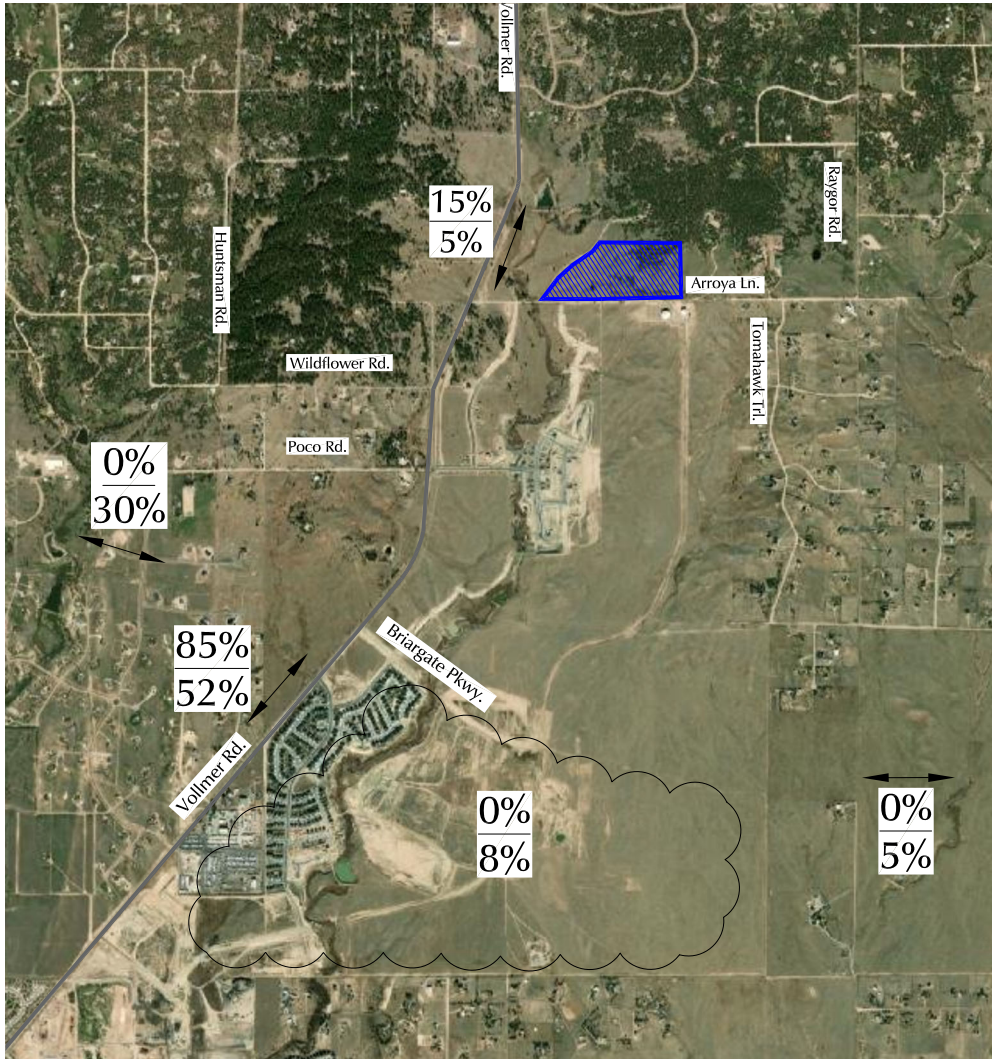 Vollmer Rd.
15%
5%
Raygor Rd.
Huntsman Rd.
Arroya Ln.
Wildflower Rd.
Tomahawk Trl.
Poco Rd.
0%
30%
85%
52%
Briargate Pkwy.
Vollmer Rd.
0%
8%
0%
5%